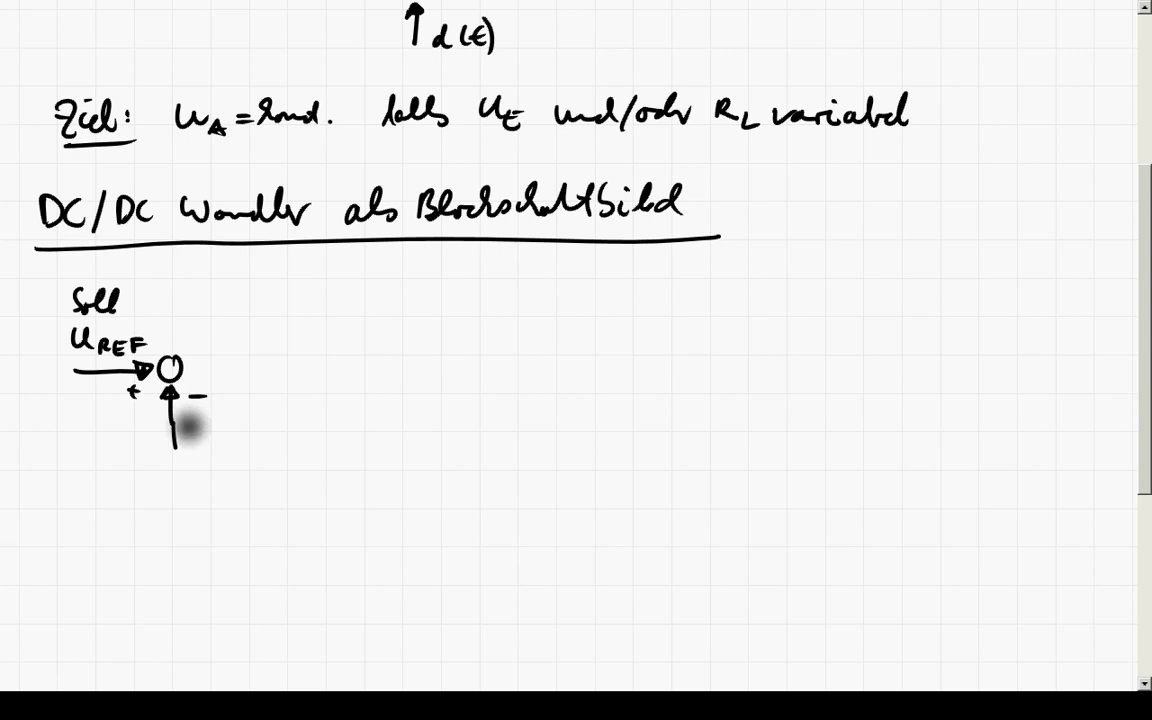 d(t)
Ziel: U_A = konst. falls U_E und/oder R_L variabel
DC/DC Wandler als Blockschaltbild
Soll
U_REF
+ −